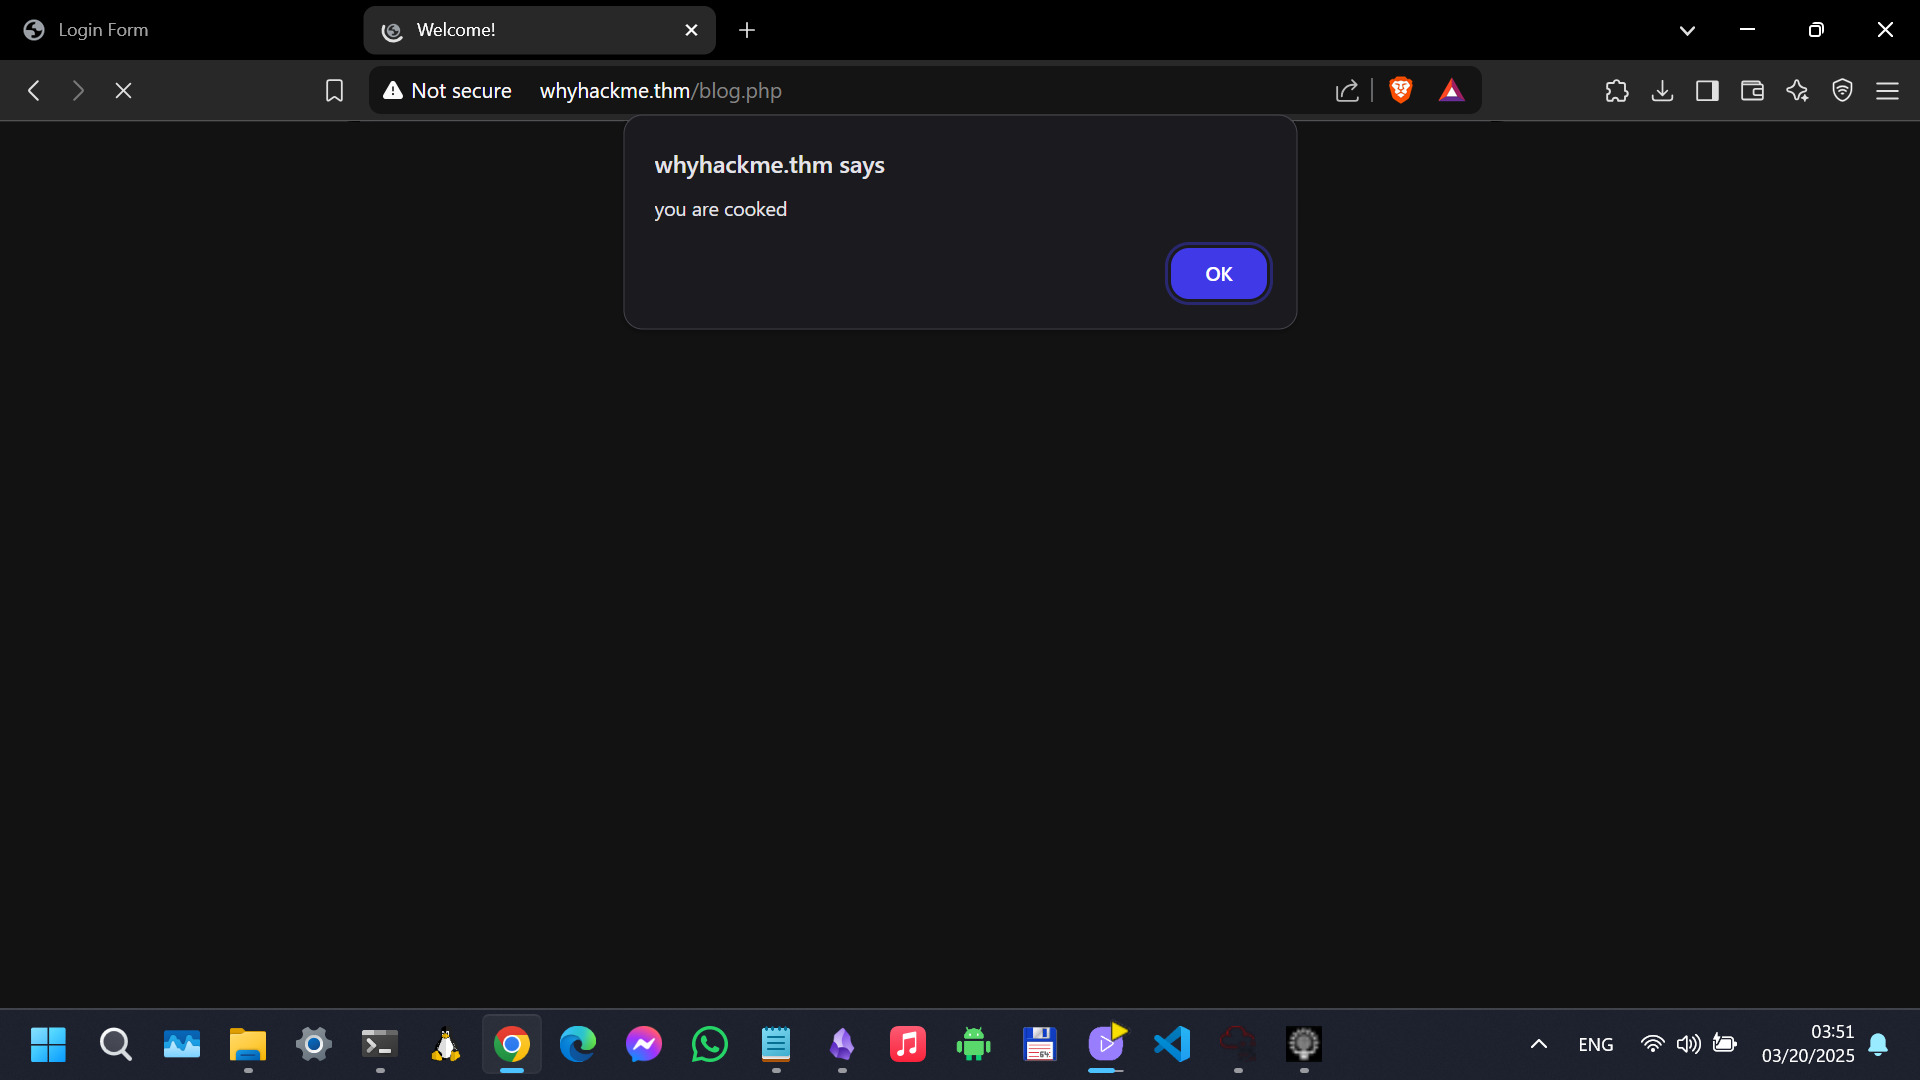 Login Form
Welcome!
Not secure whyhackme.thm/blog.php
whyhackme.thm says
you are cooked
OK
64
ENG
03:51
03/20/2025